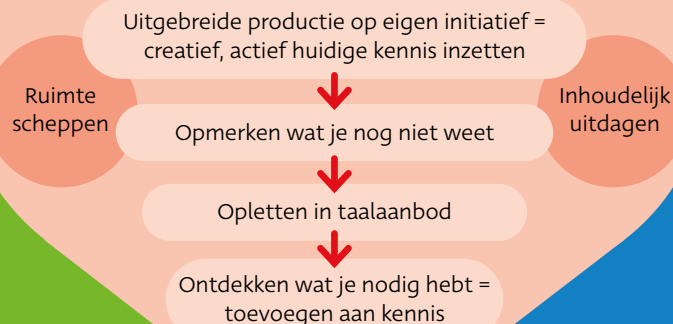 Uitgebreide productie op eigen initiatief =
creatief, actief huidige kennis inzetten
Ruimte
scheppen
Inhoudelijk
uitdagen
Opmerken wat je nog niet weet
Opletten in taalaanbod
Ontdekken wat je nodig hebt =
toevoegen aan kennis